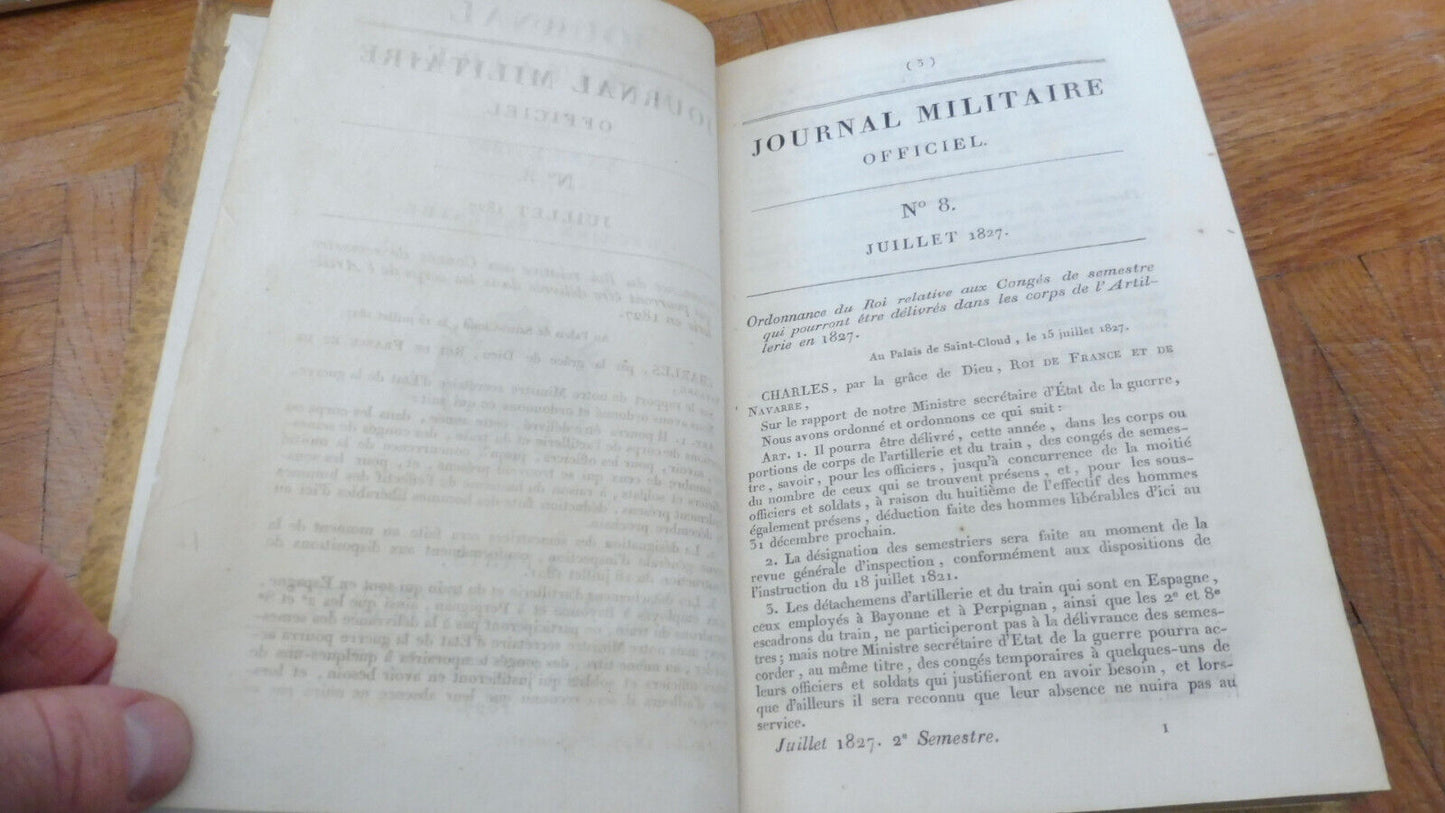 (3)
JOURNAL MILITAIRE
OFFICIEL.
No 8.
JUILLET 1827.
Ordonnance du Roi relative aux Congés de semestre
qui pourront être délivrés dans les corps de l'Artil-
lerie en 1827.
Au Palais de Saint-Cloud, le 15 juillet 1827.
CHARLES, par la grâce de Dieu, ROI DE FRANCE ET DE
NAVARRE,
Sur le rapport de notre Ministre secrétaire d'État de la guerre,
Nous avons ordonné et ordonnons ce qui suit:
ART. 1. Il pourra être délivré, cette année, dans les corps ou
portions de corps de l'artillerie et du train, des congés de semes-
tre, savoir, pour les officiers, jusqu'à concurrence de la moitié
du nombre de ceux qui se trouvent présens, et, pour les sous-
officiers et soldats, à raison du huitième de l'effectif des hommes
également présens, déduction faite des hommes libérables d'ici au
31 décembre prochain.
2. La désignation des semestriers sera faite au moment de la
revue générale d'inspection, conformément aux dispositions de
l'instruction du 18 juillet 1821.
3. Les détachemens d'artillerie et du train qui sont en Espagne,
ceux employés à Bayonne et à Perpignan, ainsi que les 2e et 8e
escadrons du train, ne participeront pas à la délivrance des semes-
tres; mais notre Ministre secrétaire d'Etat de la guerre pourra ac-
corder, au même titre, des congés temporaires à quelques-uns de
leurs officiers et soldats qui justifieront en avoir besoin, et lors-
que d'ailleurs il sera reconnu que leur absence ne nuira pas au
service.
Juillet 1827. 2e Semestre.
1